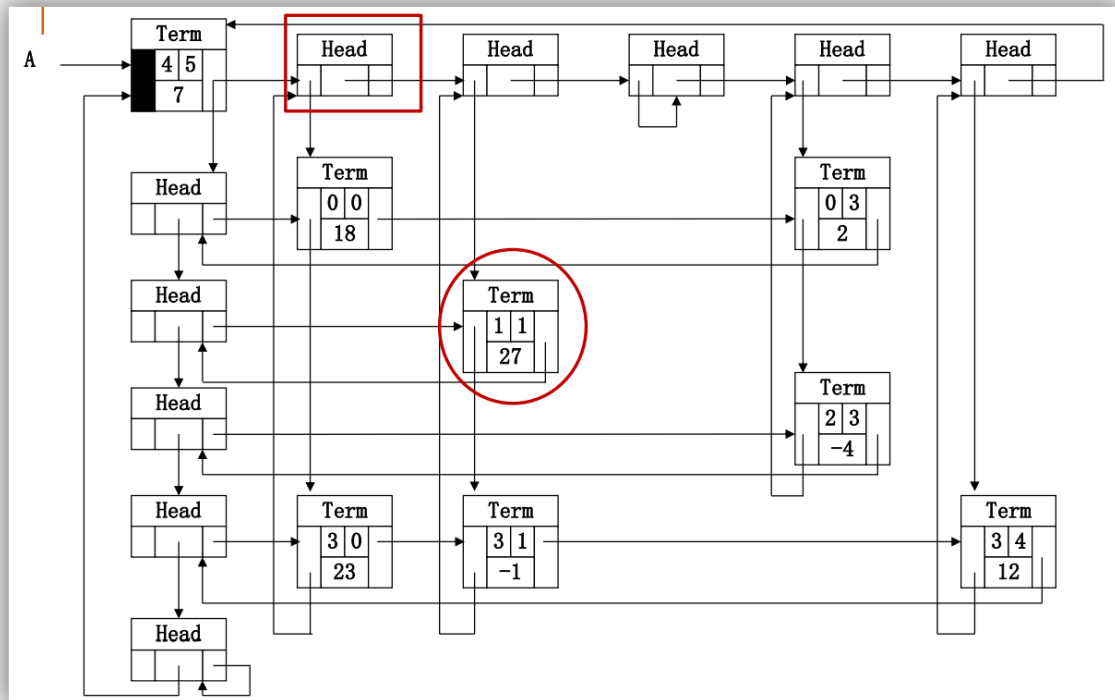 Term
A
4 5
7
Head
Head
Head
Head
Head
Head
Term
0 0
18
Term
0 3
2
Head
Term
1 1
27
Head
Term
2 3
-4
Head
Term
3 0
23
Term
3 1
-1
Term
3 4
12
Head